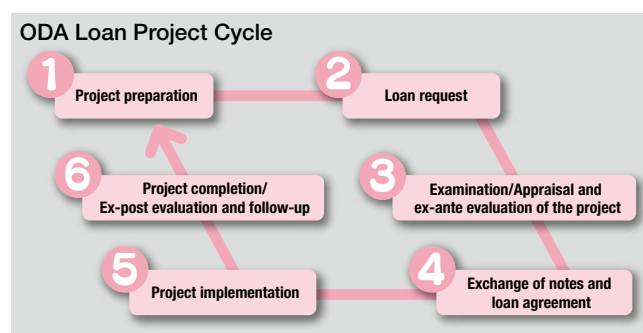 ODA Loan Project Cycle
1
Project preparation
2
Loan request
3
Examination/Appraisal and
ex-ante evaluation of the project
4
Exchange of notes and
loan agreement
5
Project implementation
6
Project completion/
Ex-post evaluation and follow-up